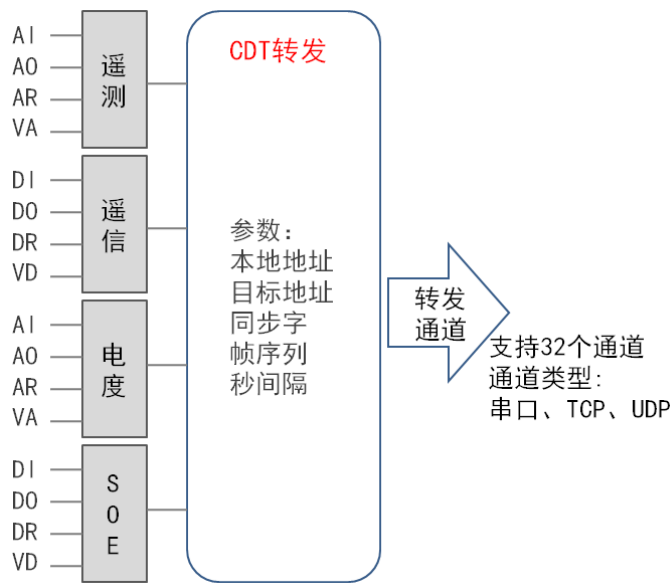 AI
AO
AR
VA
遥测
DI
DO
DR
VD
遥信
AI
AO
AR
VA
电度
DI
DO
DR
VD
SOE
CDT转发
参数:
本地地址
目标地址
同步字
帧序列
秒间隔
转发
通道
支持32个通道
通道类型:
串口、TCP、UDP